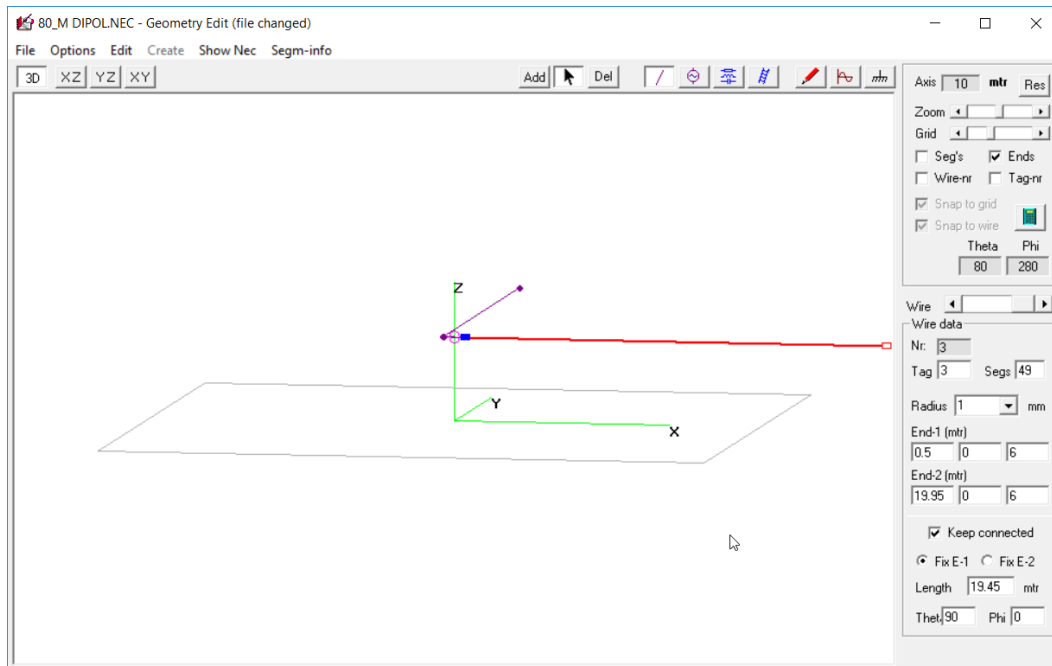 80_M DIPOL.NEC - Geometry Edit (file changed)
File Options Edit Create Show Nec Segm-info
3D XZ YZ XY Add Del
Axis 10 mtr Res
Zoom
Grid
Seg's Ends
Wire-nr Tag-nr
Snap to grid
Snap to wire
Theta Phi
80 280
Z
Y
X
Wire
Wire data
Nr: 3
Tag 3 Segs 49
Radius 1 mm
End-1 (mtr)
0.5 0 6
End-2 (mtr)
19.95 0 6
Keep connected
Fix E-1 Fix E-2
Length 19.45 mtr
Thet. 90 Phi 0